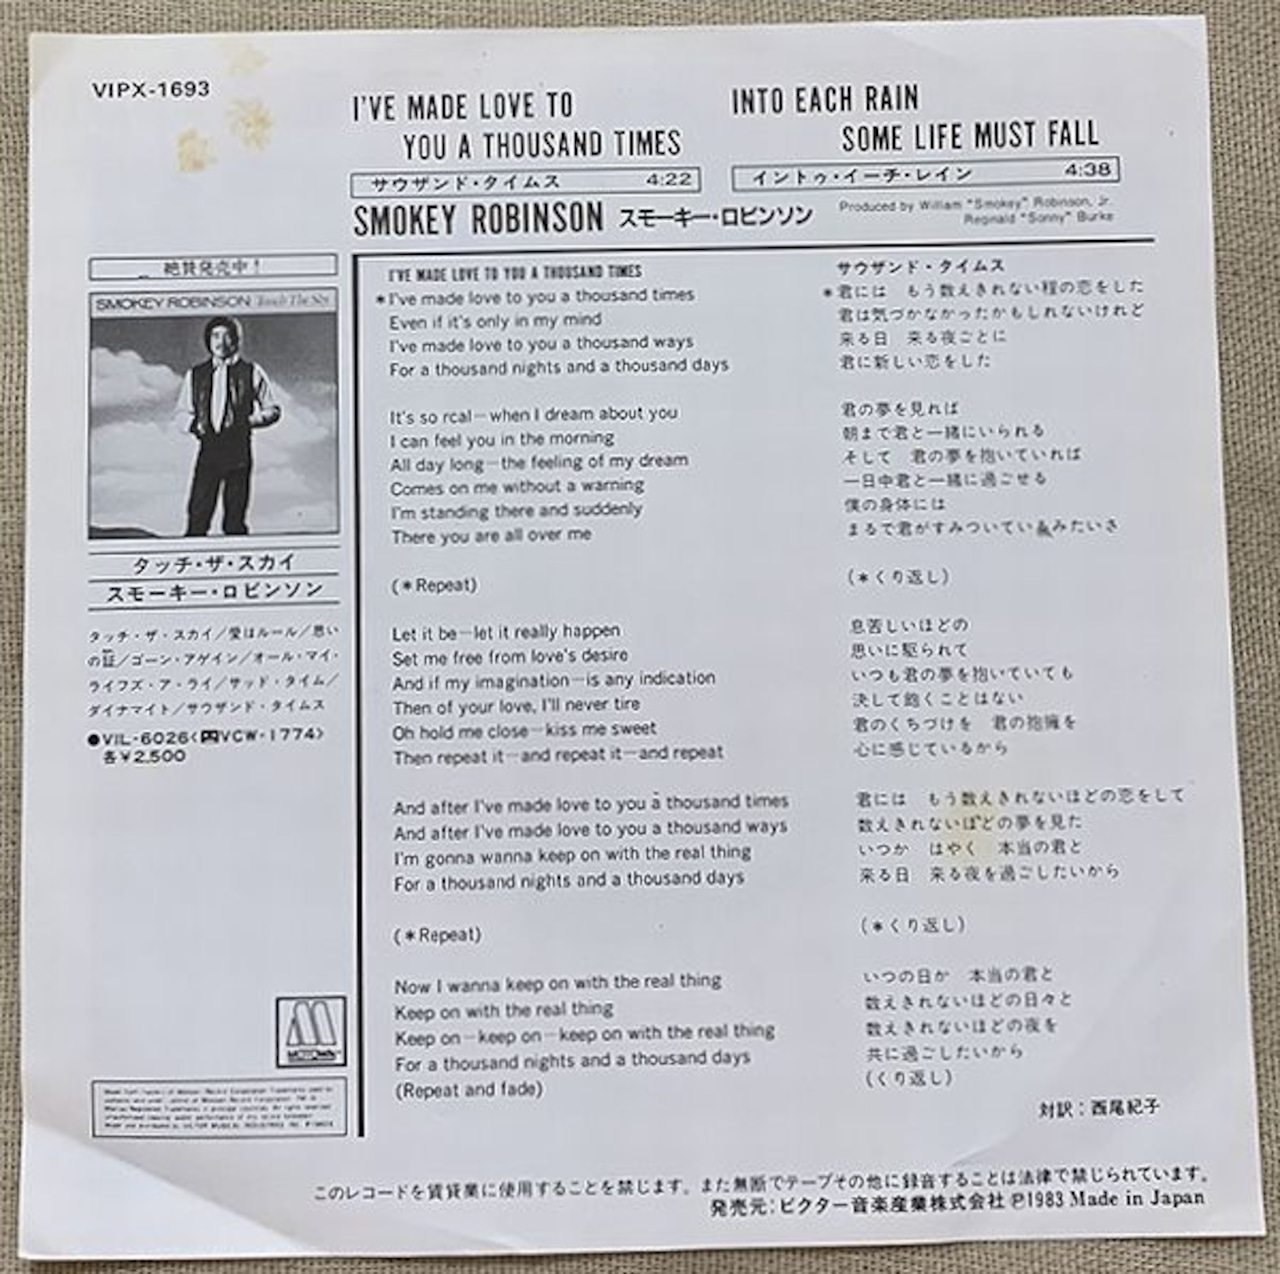 VIPX-1693
I'VE MADE LOVE TO
YOU A THOUSAND TIMES
サウザンド・タイムス 4:22
INTO EACH RAIN
SOME LIFE MUST FALL
イントゥ・イーチ・レイン 4:38
SMOKEY ROBINSON スモーキー・ロビンソン
Produced by William "Smokey" Robinson, Jr.
Reginald "Sonny" Burke
絶賛発売中!
SMOKEY ROBINSON Touch The Sky
タッチ・ザ・スカイ
スモーキー・ロビンソン
タッチ・ザ・スカイ/愛はルール/思い
の証/ゴーン・アゲイン/オール・マイ・
ライフズ・ア・ライ/サッド・タイム/
ダイナマイト/サウザンド・タイムス
●VIL-6026〈VCW-1774〉
各¥2,500
I'VE MADE LOVE TO YOU A THOUSAND TIMES
*I've made love to you a thousand times
Even if it's only in my mind
I've made love to you a thousand ways
For a thousand nights and a thousand days
It's so real—when I dream about you
I can feel you in the morning
All day long—the feeling of my dream
Comes on me without a warning
I'm standing there and suddenly
There you are all over me
(*Repeat)
Let it be—let it really happen
Set me free from love's desire
And if my imagination—is any indication
Then of your love, I'll never tire
Oh hold me close—kiss me sweet
Then repeat it—and repeat it—and repeat
And after I've made love to you a thousand times
And after I've made love to you a thousand ways
I'm gonna wanna keep on with the real thing
For a thousand nights and a thousand days
(*Repeat)
Now I wanna keep on with the real thing
Keep on with the real thing
Keep on—keep on—keep on with the real thing
For a thousand nights and a thousand days
(Repeat and fade)
サウザンド・タイムス
*君には もう数えきれない程の恋をした
君は気づかなかったかもしれないけれど
来る日 来る夜ごとに
君に新しい恋をした
君の夢を見れば
朝まで君と一緒にいられる
そして 君の夢を抱いていれば
一日中君と一緒に過ごせる
僕の身体には
まるで君がすみついているみたいさ
(*くり返し)
息苦しいほどの
思いに駆られて
いつも君の夢を抱いていても
決して飽くことはない
君のくちづけを 君の抱擁を
心に感じているから
君には もう数えきれないほどの恋をして
数えきれないほどの夢を見た
いつか はやく 本当の君と
来る日 来る夜を過ごしたいから
(*くり返し)
いつの日か 本当の君と
数えきれないほどの日々と
数えきれないほどの夜を
共に過ごしたいから
(くり返し)
対訳:西尾紀子
このレコードを賃貸業に使用することを禁じます。また無断でテープその他に録音することは法律で禁じられています。
発売元:ビクター音楽産業株式会社 ℗1983 Made in Japan